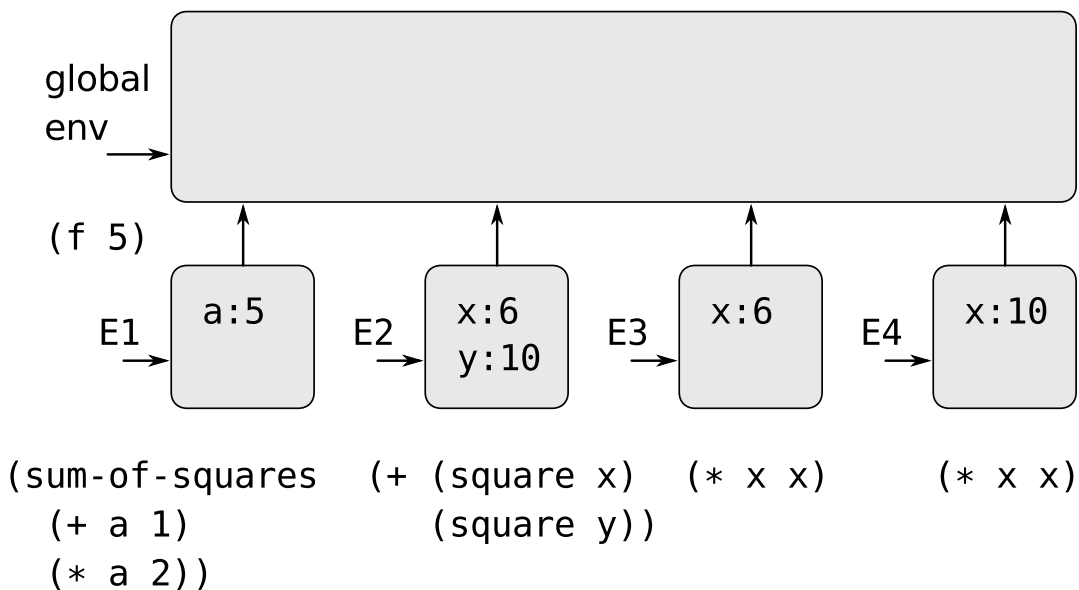 global
env
(f 5)
E1
a:5
E2
x:6
y:10
E3
x:6
E4
x:10
(sum-of-squares
(+ a 1)
(* a 2))
(+ (square x)
(square y))
(* x x)
(* x x)